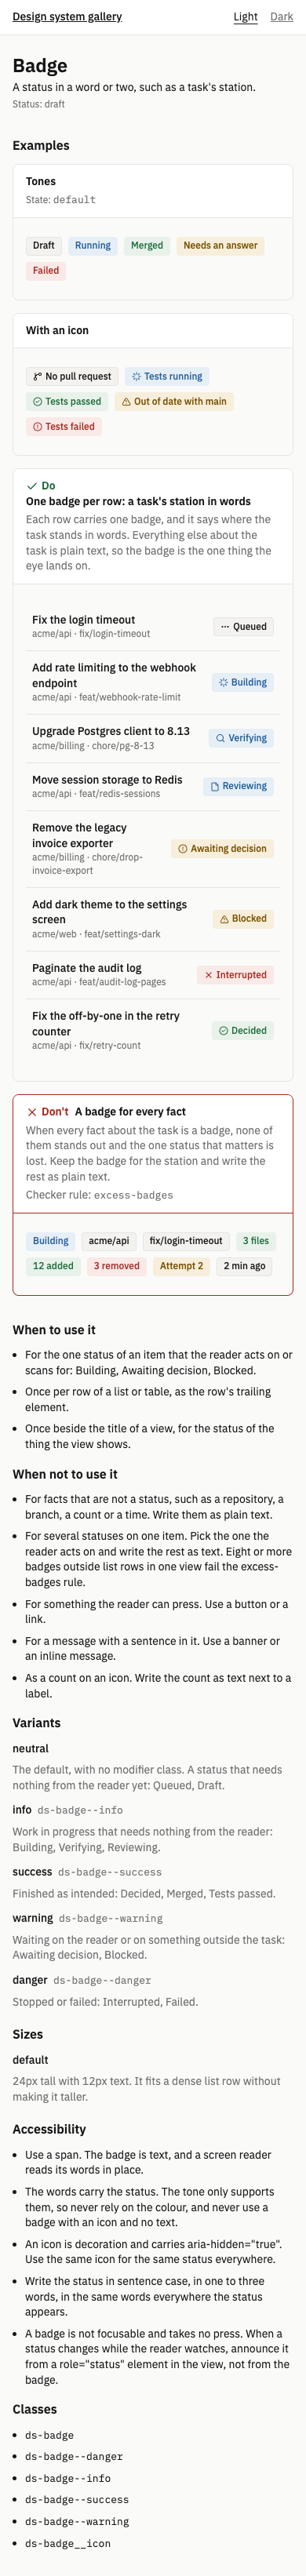 Design system gallery Light Dark
Badge
A status in a word or two, such as a task's station.
Status: draft
Examples
Tones
State: default
Draft Running Merged Needs an answer
Failed
With an icon
No pull request Tests running
Tests passed Out of date with main
Tests failed
Do
One badge per row: a task's station in words
Each row carries one badge, and it says where the
task stands in words. Everything else about the
task is plain text, so the badge is the one thing the
eye lands on.
Fix the login timeout
acme/api · fix/login-timeout
Queued
Add rate limiting to the webhook
endpoint
acme/api · feat/webhook-rate-limit
Building
Upgrade Postgres client to 8.13
acme/billing · chore/pg-8-13
Verifying
Move session storage to Redis
acme/api · feat/redis-sessions
Reviewing
Remove the legacy
invoice exporter
acme/billing · chore/drop-
invoice-export
Awaiting decision
Add dark theme to the settings
screen
acme/web · feat/settings-dark
Blocked
Paginate the audit log
acme/api · feat/audit-log-pages
Interrupted
Fix the off-by-one in the retry
counter
acme/api · fix/retry-count
Decided
Don't A badge for every fact
When every fact about the task is a badge, none of
them stands out and the one status that matters is
lost. Keep the badge for the station and write the
rest as plain text.
Checker rule: excess-badges
Building acme/api fix/login-timeout 3 files
12 added 3 removed Attempt 2 2 min ago
When to use it
• For the one status of an item that the reader acts on or
scans for: Building, Awaiting decision, Blocked.
• Once per row of a list or table, as the row's trailing
element.
• Once beside the title of a view, for the status of the
thing the view shows.
When not to use it
• For facts that are not a status, such as a repository, a
branch, a count or a time. Write them as plain text.
• For several statuses on one item. Pick the one the
reader acts on and write the rest as text. Eight or more
badges outside list rows in one view fail the excess-
badges rule.
• For something the reader can press. Use a button or a
link.
• For a message with a sentence in it. Use a banner or
an inline message.
• As a count on an icon. Write the count as text next to a
label.
Variants
neutral
The default, with no modifier class. A status that needs
nothing from the reader yet: Queued, Draft.
info ds-badge--info
Work in progress that needs nothing from the reader:
Building, Verifying, Reviewing.
success ds-badge--success
Finished as intended: Decided, Merged, Tests passed.
warning ds-badge--warning
Waiting on the reader or on something outside the task:
Awaiting decision, Blocked.
danger ds-badge--danger
Stopped or failed: Interrupted, Failed.
Sizes
default
24px tall with 12px text. It fits a dense list row without
making it taller.
Accessibility
• Use a span. The badge is text, and a screen reader
reads its words in place.
• The words carry the status. The tone only supports
them, so never rely on the colour, and never use a
badge with an icon and no text.
• An icon is decoration and carries aria-hidden="true".
Use the same icon for the same status everywhere.
• Write the status in sentence case, in one to three
words, in the same words everywhere the status
appears.
• A badge is not focusable and takes no press. When a
status changes while the reader watches, announce it
from a role="status" element in the view, not from the
badge.
Classes
• ds-badge
• ds-badge--danger
• ds-badge--info
• ds-badge--success
• ds-badge--warning
• ds-badge__icon